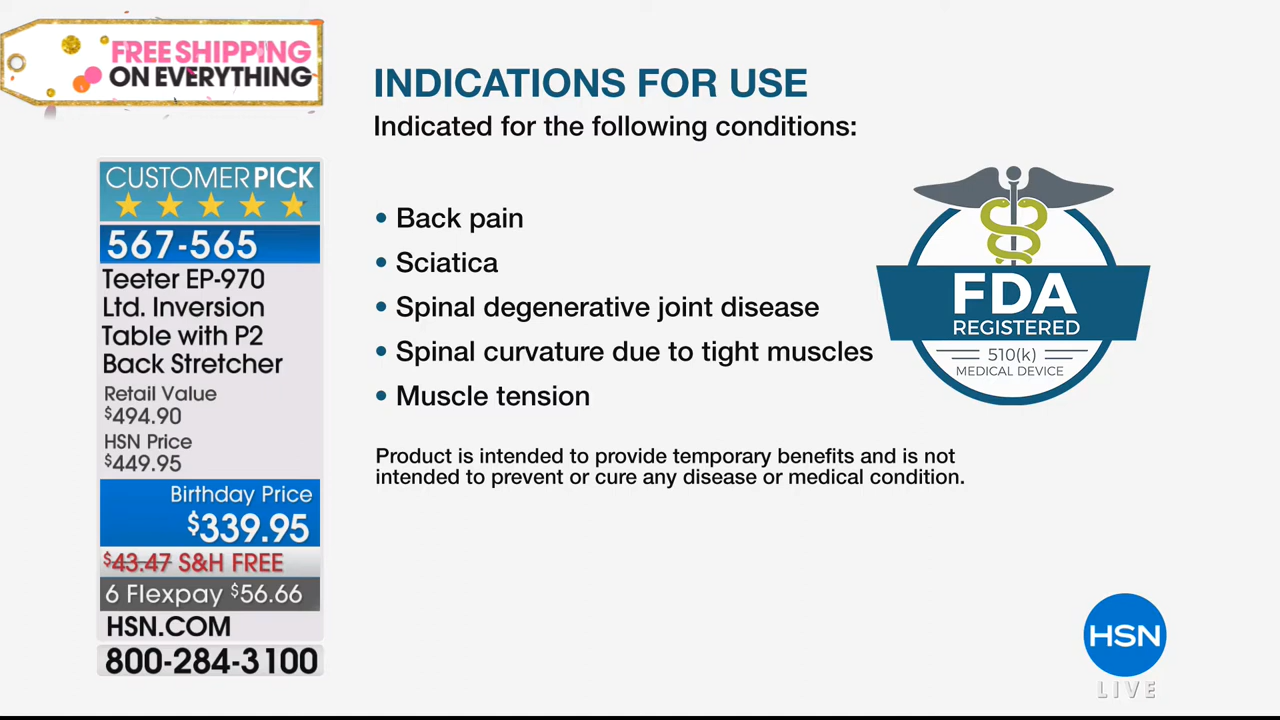 FREE SHIPPING
ON EVERYTHING
CUSTOMER PICK
567-565
Teeter EP-970
Ltd. Inversion
Table with P2
Back Stretcher
Retail Value
$494.90
HSN Price
$449.95
Birthday Price
$339.95
$43.47 S&H FREE
6 Flexpay $56.66
HSN.COM
800-284-3100
INDICATIONS FOR USE
Indicated for the following conditions:
• Back pain
• Sciatica
• Spinal degenerative joint disease
• Spinal curvature due to tight muscles
• Muscle tension
Product is intended to provide temporary benefits and is not
intended to prevent or cure any disease or medical condition.
FDA
REGISTERED
510(k)
MEDICAL DEVICE
HSN
LIVE